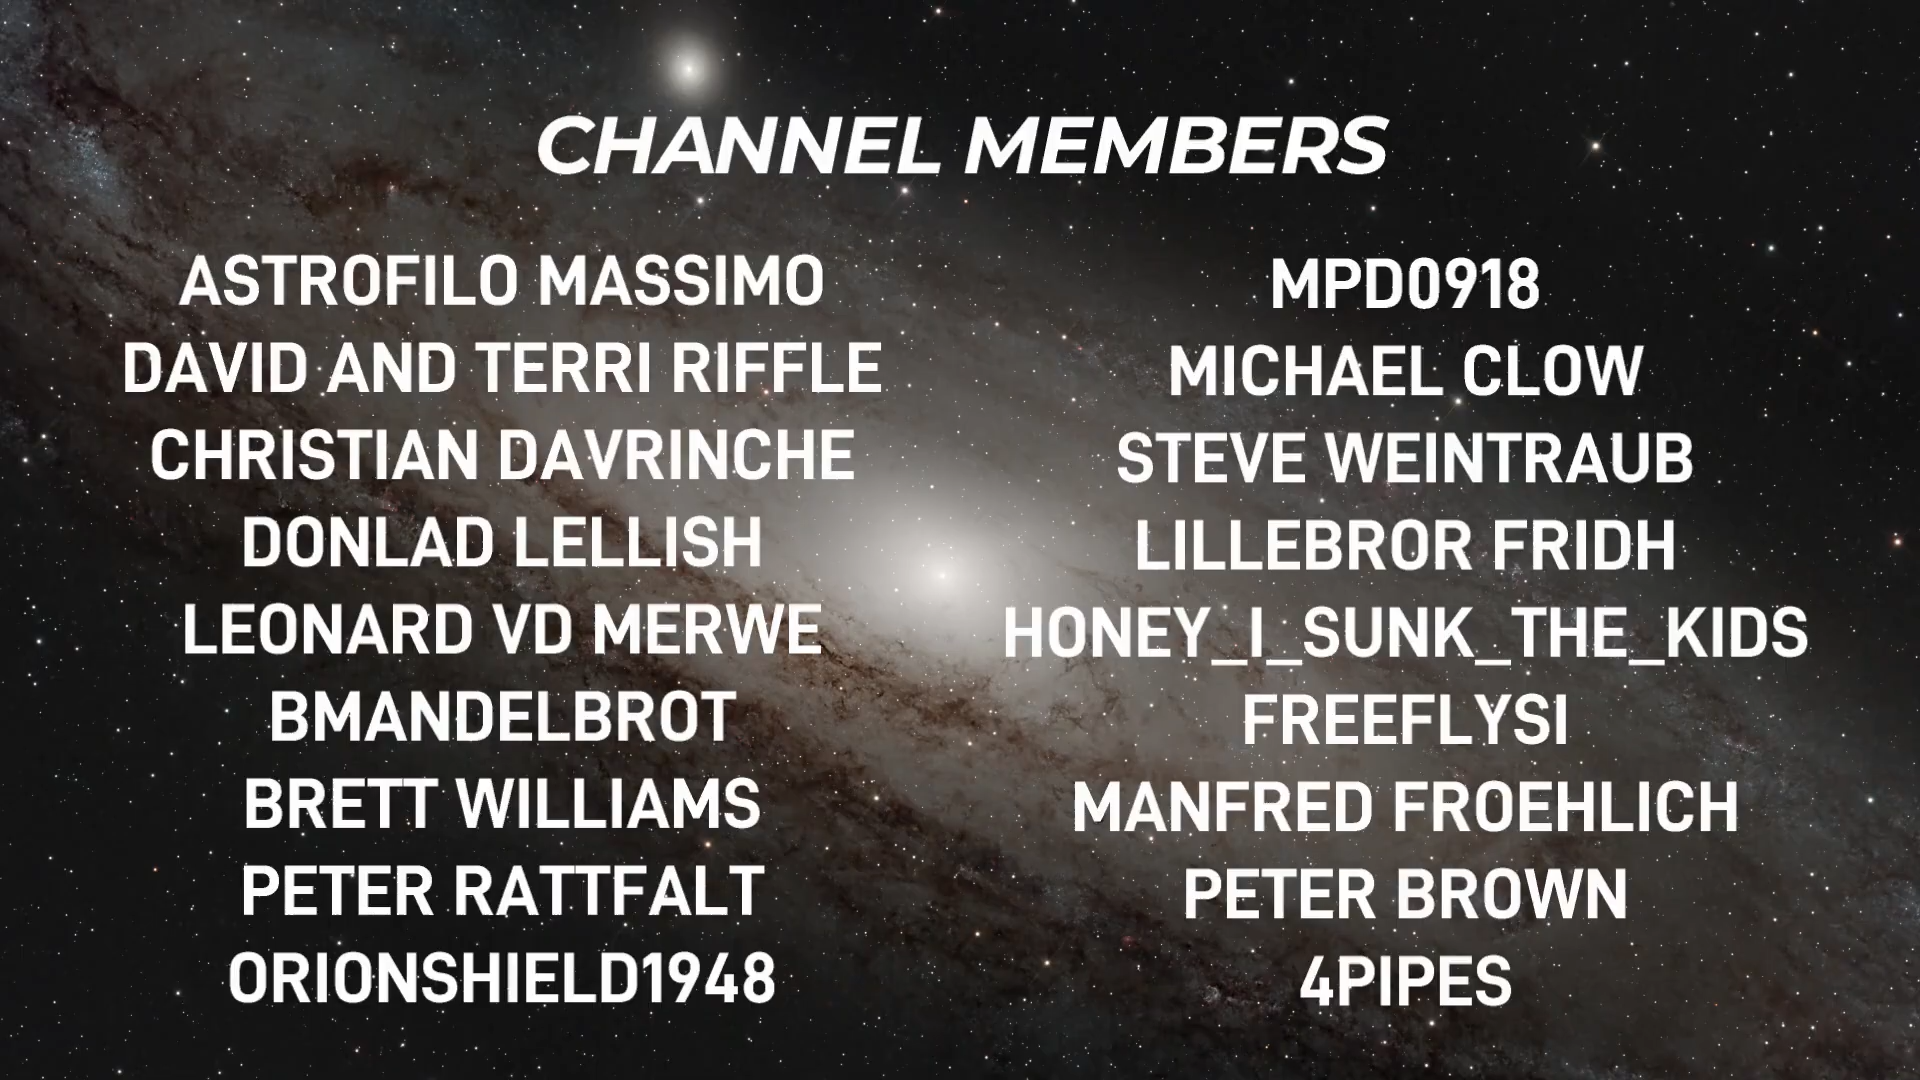 CHANNEL MEMBERS
ASTROFILO MASSIMO
DAVID AND TERRI RIFFLE
CHRISTIAN DAVRINCHE
DONLAD LELLISH
LEONARD VD MERWE
BMANDELBROT
BRETT WILLIAMS
PETER RATTFALT
ORIONSHIELD1948
MPD0918
MICHAEL CLOW
STEVE WEINTRAUB
LILLEBROR FRIDH
HONEY_I_SUNK_THE_KIDS
FREEFLYSI
MANFRED FROEHLICH
PETER BROWN
4PIPES